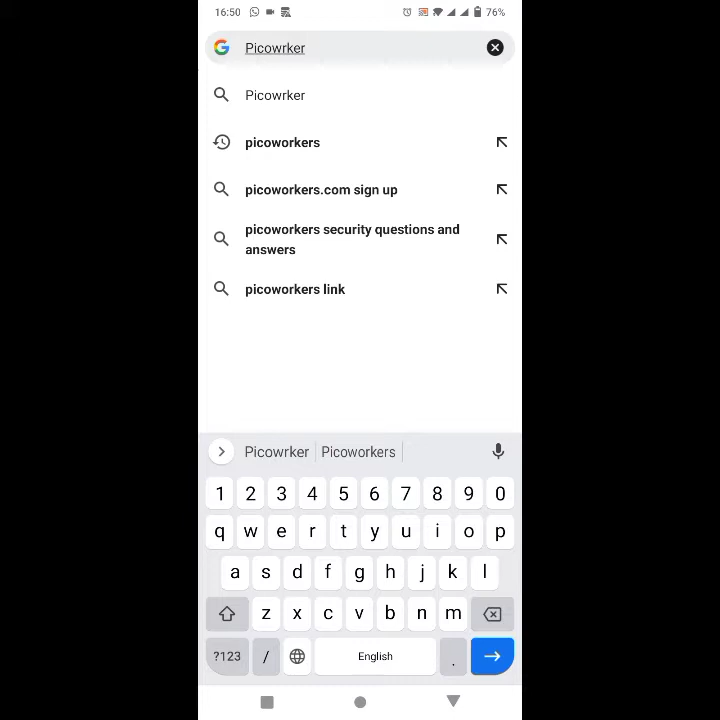 16:50 76%
Picowrker
Picowrker
picoworkers
picoworkers.com sign up
picoworkers security questions and
answers
picoworkers link
Picowrker Picoworkers
1 2 3 4 5 6 7 8 9 0
q w e r t y u i o p
a s d f g h j k l
z x c v b n m
?123 / English .